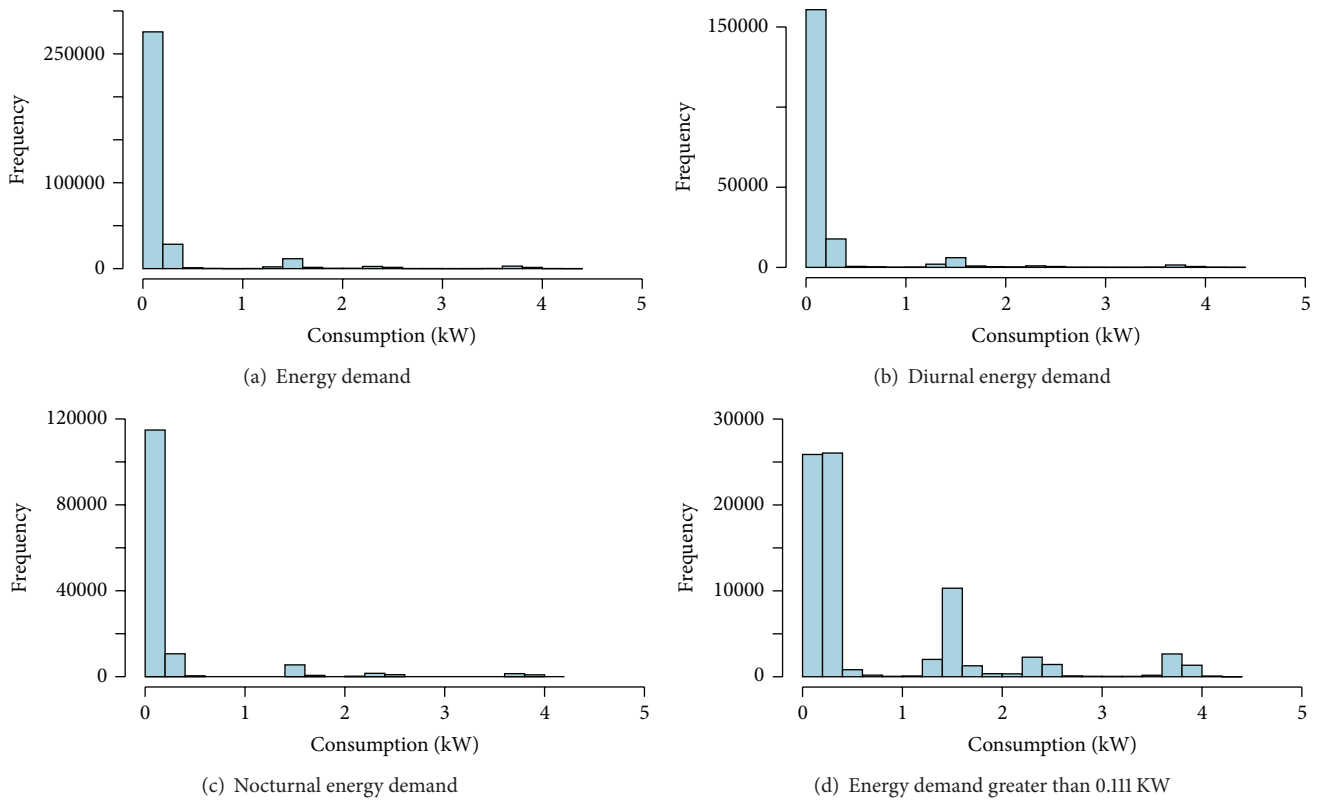 250000
100000
0
Frequency
0 1 2 3 4 5
Consumption (kW)
(a) Energy demand
150000
50000
0
Frequency
0 1 2 3 4 5
Consumption (kW)
(b) Diurnal energy demand
120000
80000
40000
0
Frequency
0 1 2 3 4 5
Consumption (kW)
(c) Nocturnal energy demand
30000
20000
10000
0
Frequency
0 1 2 3 4 5
Consumption (kW)
(d) Energy demand greater than 0.111 KW